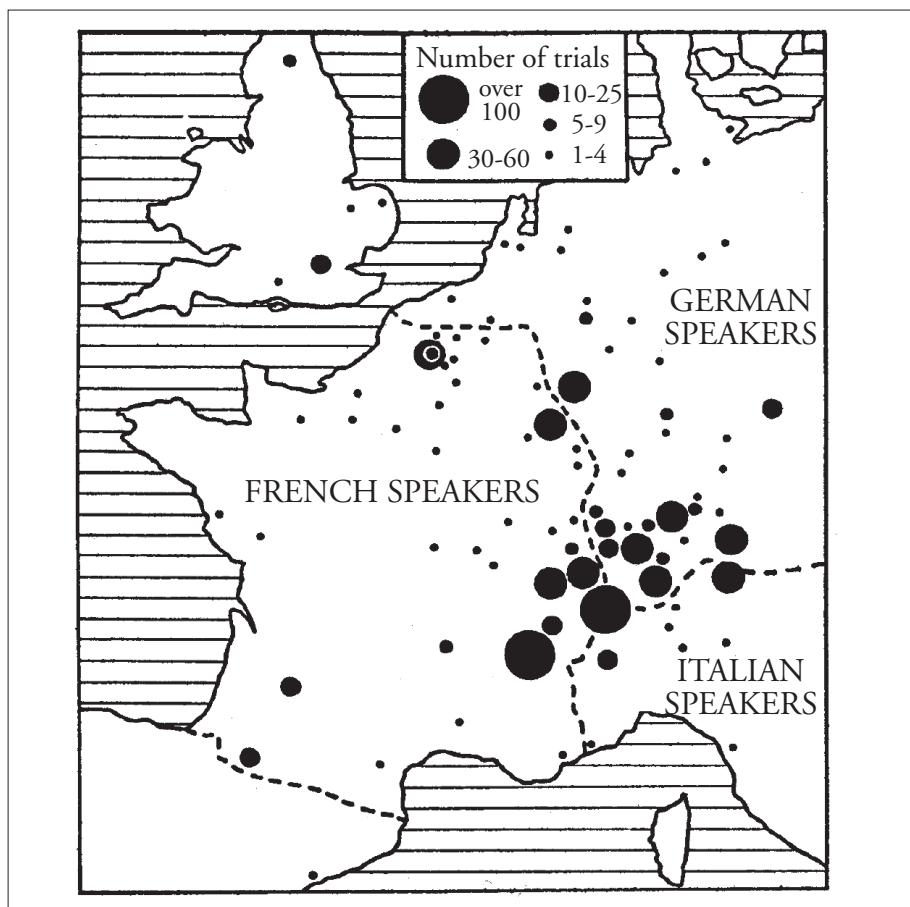 Number of trials
over
100
10-25
5-9
30-60
1-4
GERMAN
SPEAKERS
FRENCH SPEAKERS
ITALIAN
SPEAKERS